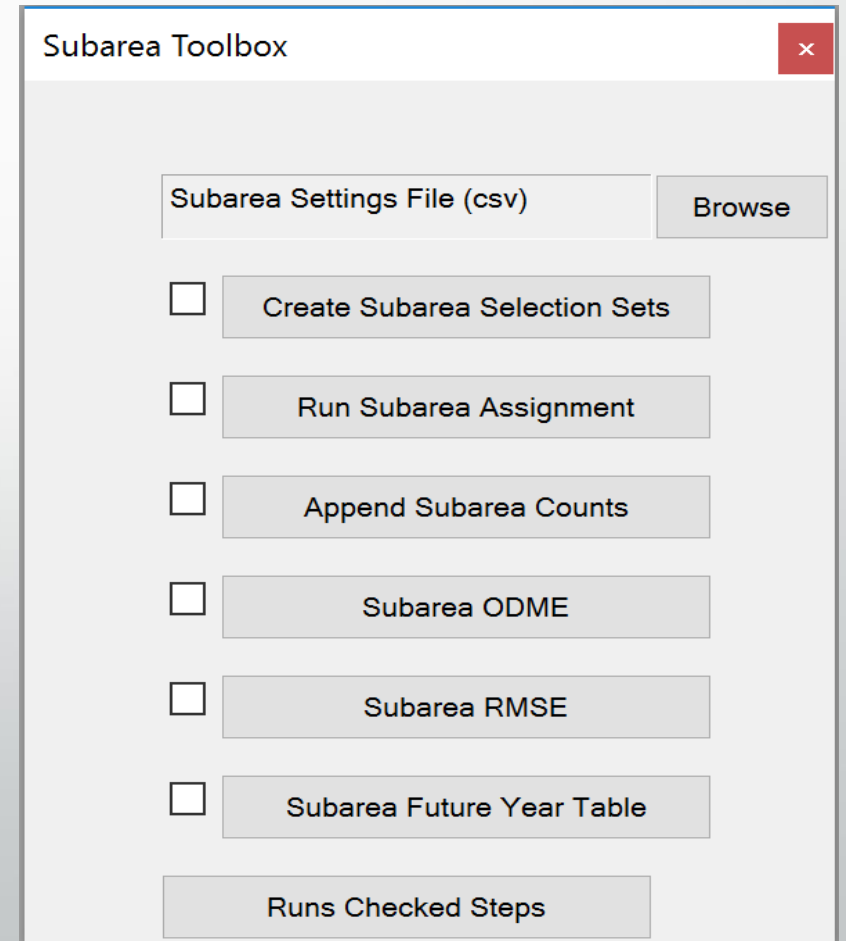 Subarea Toolbox
x
Subarea Settings File (csv)
Browse
Create Subarea Selection Sets
Run Subarea Assignment
Append Subarea Counts
Subarea ODME
Subarea RMSE
Subarea Future Year Table
Runs Checked Steps